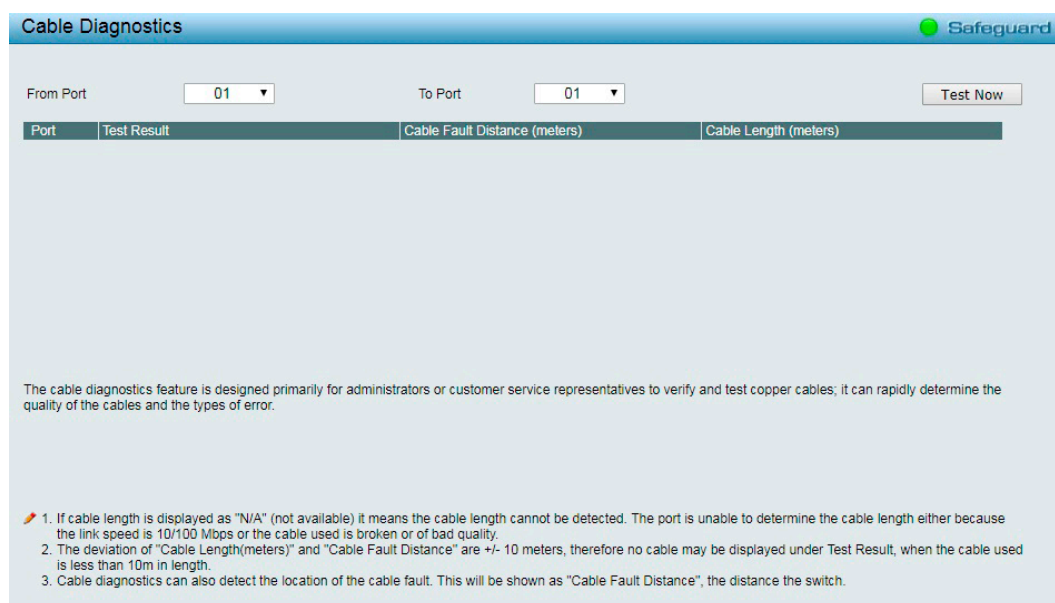 Cable Diagnostics
Safeguard
From Port
01
To Port
01
Test Now
Port
Test Result
Cable Fault Distance (meters)
Cable Length (meters)
The cable diagnostics feature is designed primarily for administrators or customer service representatives to verify and test copper cables; it can rapidly determine the
quality of the cables and the types of error.
1. If cable length is displayed as "N/A" (not available) it means the cable length cannot be detected. The port is unable to determine the cable length either because
the link speed is 10/100 Mbps or the cable used is broken or of bad quality.
2. The deviation of "Cable Length(meters)" and "Cable Fault Distance" are +/- 10 meters, therefore no cable may be displayed under Test Result, when the cable used
is less than 10m in length.
3. Cable diagnostics can also detect the location of the cable fault. This will be shown as "Cable Fault Distance", the distance the switch.